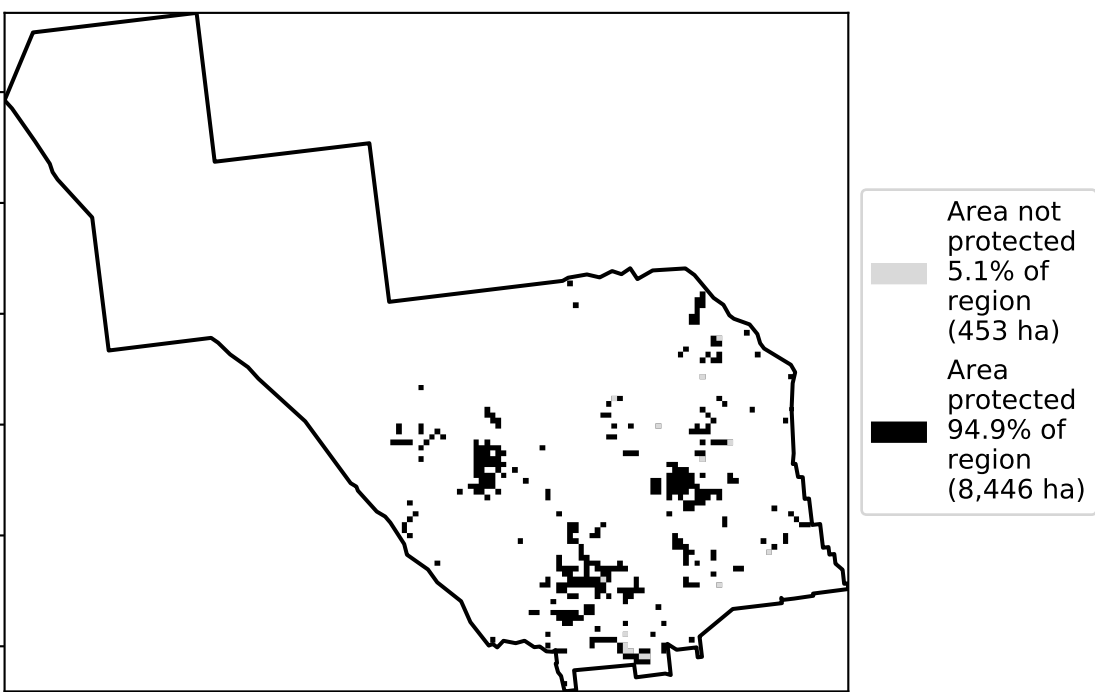 Area not
protected
5.1% of
region
(453 ha)
Area
protected
94.9% of
region
(8,446 ha)